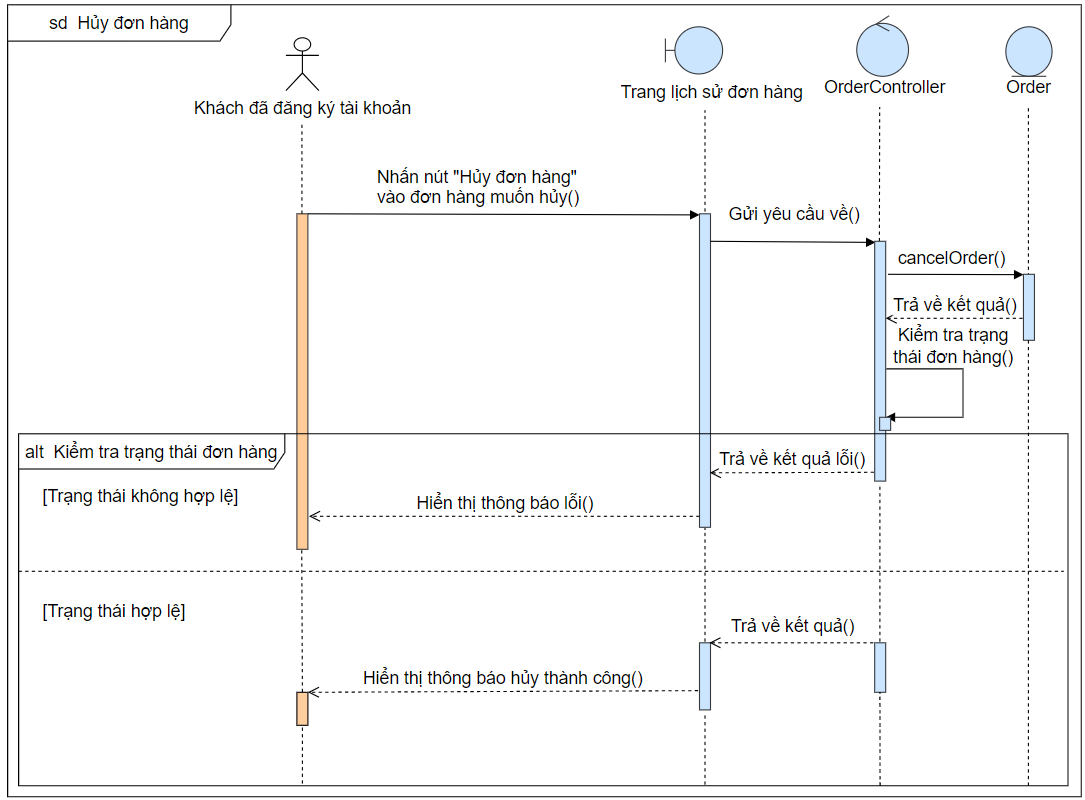 sd Hủy đơn hàng
Khách đã đăng ký tài khoản
Trang lịch sử đơn hàng
OrderController
Order
Nhấn nút "Hủy đơn hàng"
vào đơn hàng muốn hủy()
Gửi yêu cầu về()
cancelOrder()
Trả về kết quả()
Kiểm tra trạng
thái đơn hàng()
alt Kiểm tra trạng thái đơn hàng
Trả về kết quả lỗi()
[Trạng thái không hợp lệ]
Hiển thị thông báo lỗi()
[Trạng thái hợp lệ]
Trả về kết quả()
Hiển thị thông báo hủy thành công()